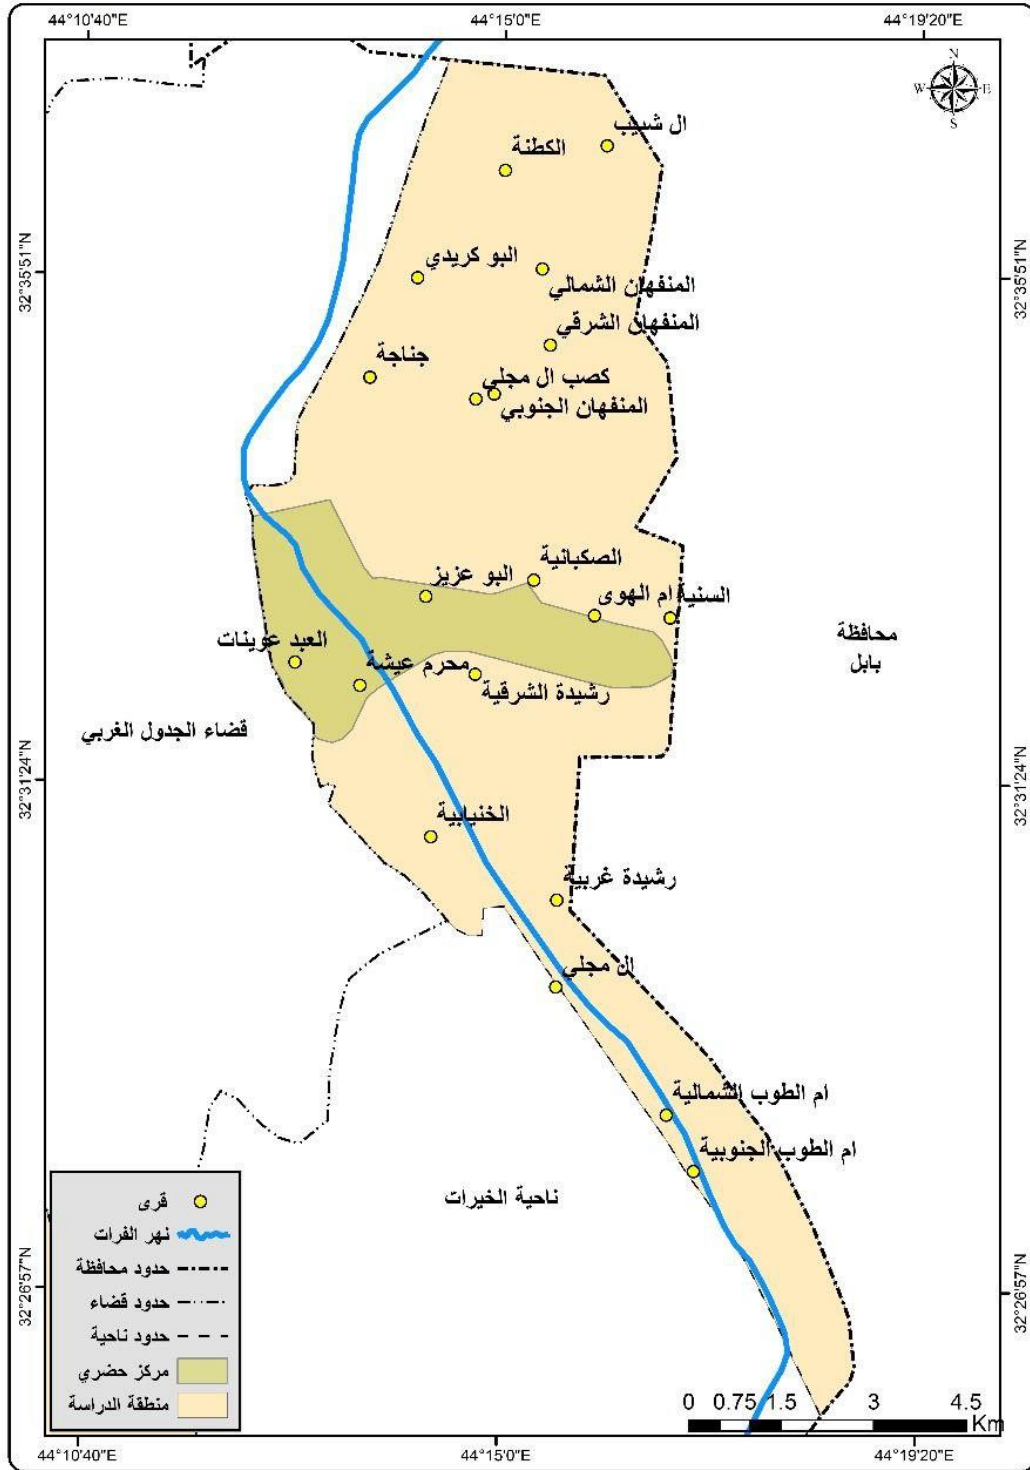 44°10'40"E
44°15'0"E
44°19'20"E
N
W E
S
ال شبيب
الكطنة
32°35'51"N
32°35'51"N
البو كريدي
المنفهان الشمالي
المنفهان الشرقي
جناجة
كصب ال مجلي
المنفهان الجنوبي
الصكبانية
البو عزيز
ام الهوى
السنية
العبد عوينات
محرم عيشة
رشيدة الشرقية
محافظة
بابل
قضاء الجدول الغربي
32°31'24"N
32°31'24"N
الخنيابية
رشيدة غربية
ال مجلي
ام الطوب الشمالية
ام الطوب الجنوبية
ناحية الخيرات
32°26'57"N
32°26'57"N
قرى
نهر الفرات
حدود محافظة
حدود قضاء
حدود ناحية
مركز حضري
منطقة الدراسة
0 0.75 1.5 3 4.5
Km
44°10'40"E
44°15'0"E
44°19'20"E